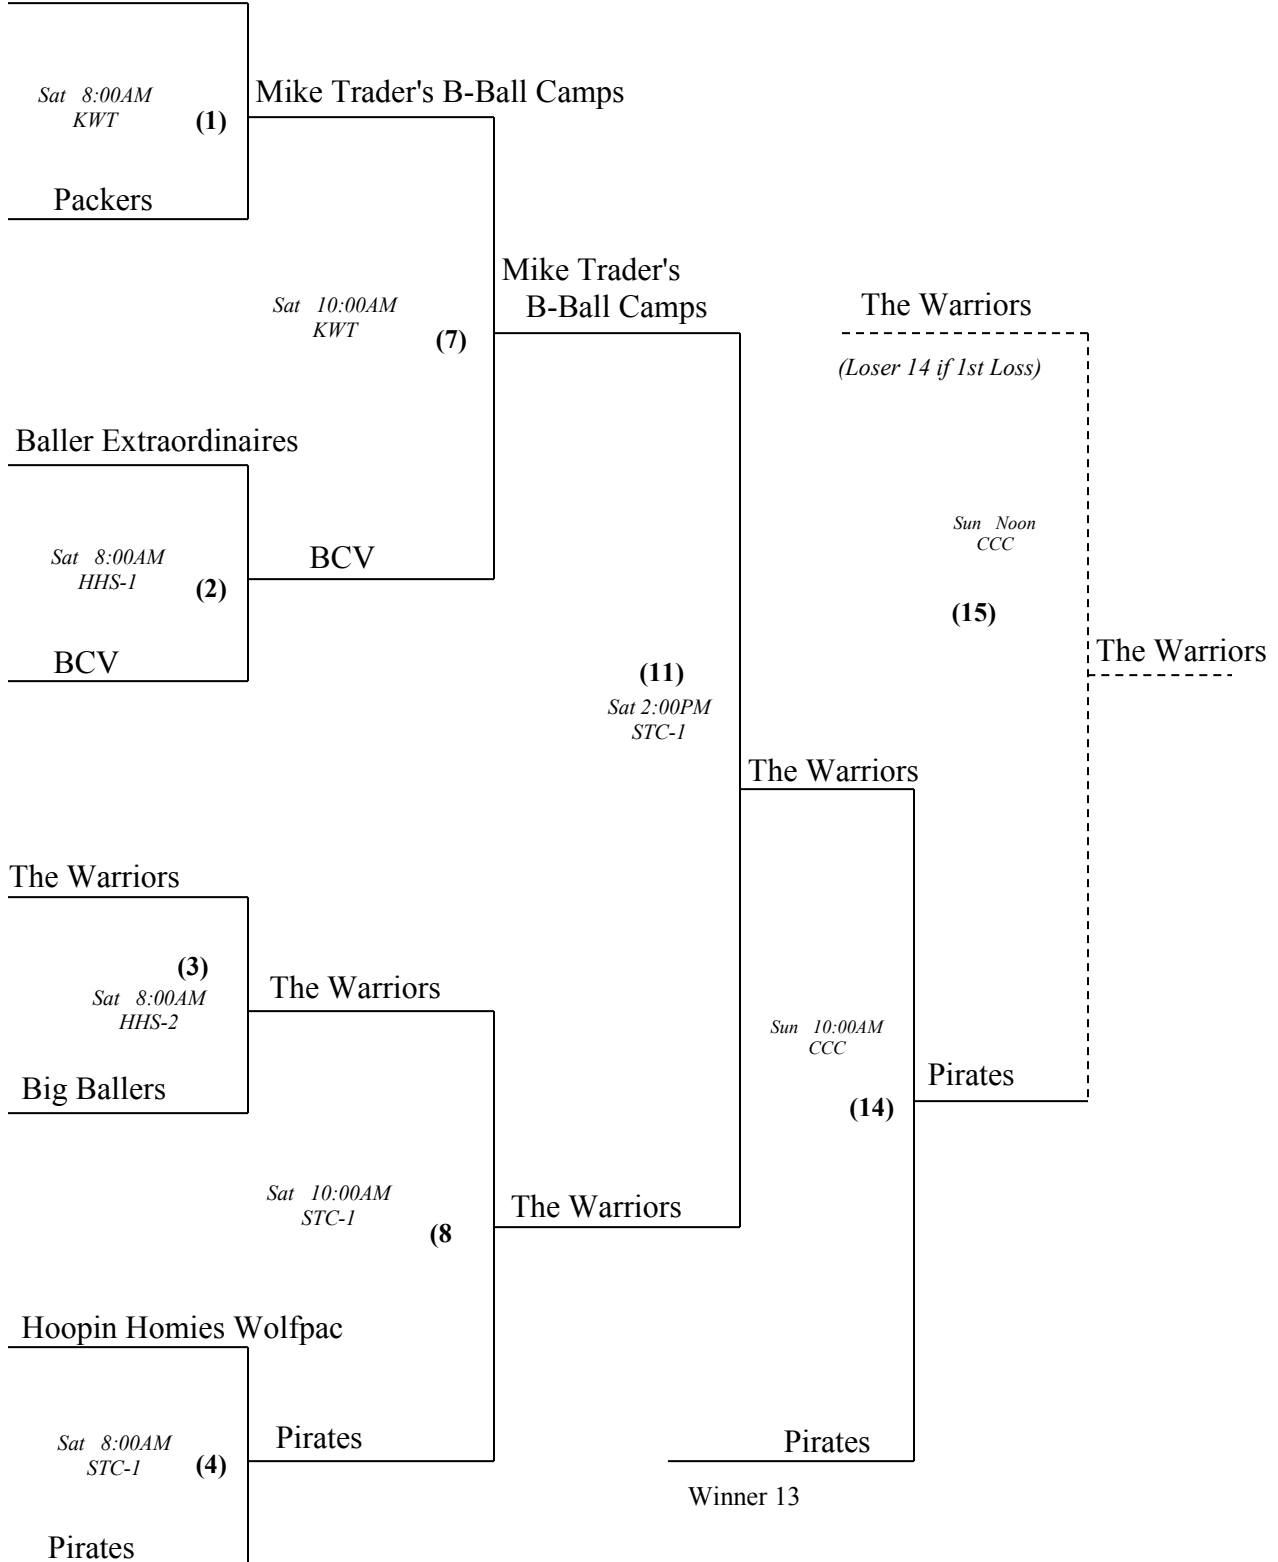 Sat 8:00AM
KWT
(1)
Mike Trader's B-Ball Camps
Packers
Sat 10:00AM
KWT
(7)
Mike Trader's
B-Ball Camps
The Warriors
(Loser 14 if 1st Loss)
Baller Extraordinaires
Sat 8:00AM
HHS-1
(2)
BCV
BCV
Sun Noon
CCC
(15)
The Warriors
(11)
Sat 2:00PM
STC-1
The Warriors
The Warriors
(3)
Sat 8:00AM
HHS-2
The Warriors
Big Ballers
Sun 10:00AM
CCC
(14)
Pirates
Sat 10:00AM
STC-1
(8
The Warriors
Hoopin Homies Wolfpac
Sat 8:00AM
STC-1
(4)
Pirates
Pirates
Winner 13
Pirates